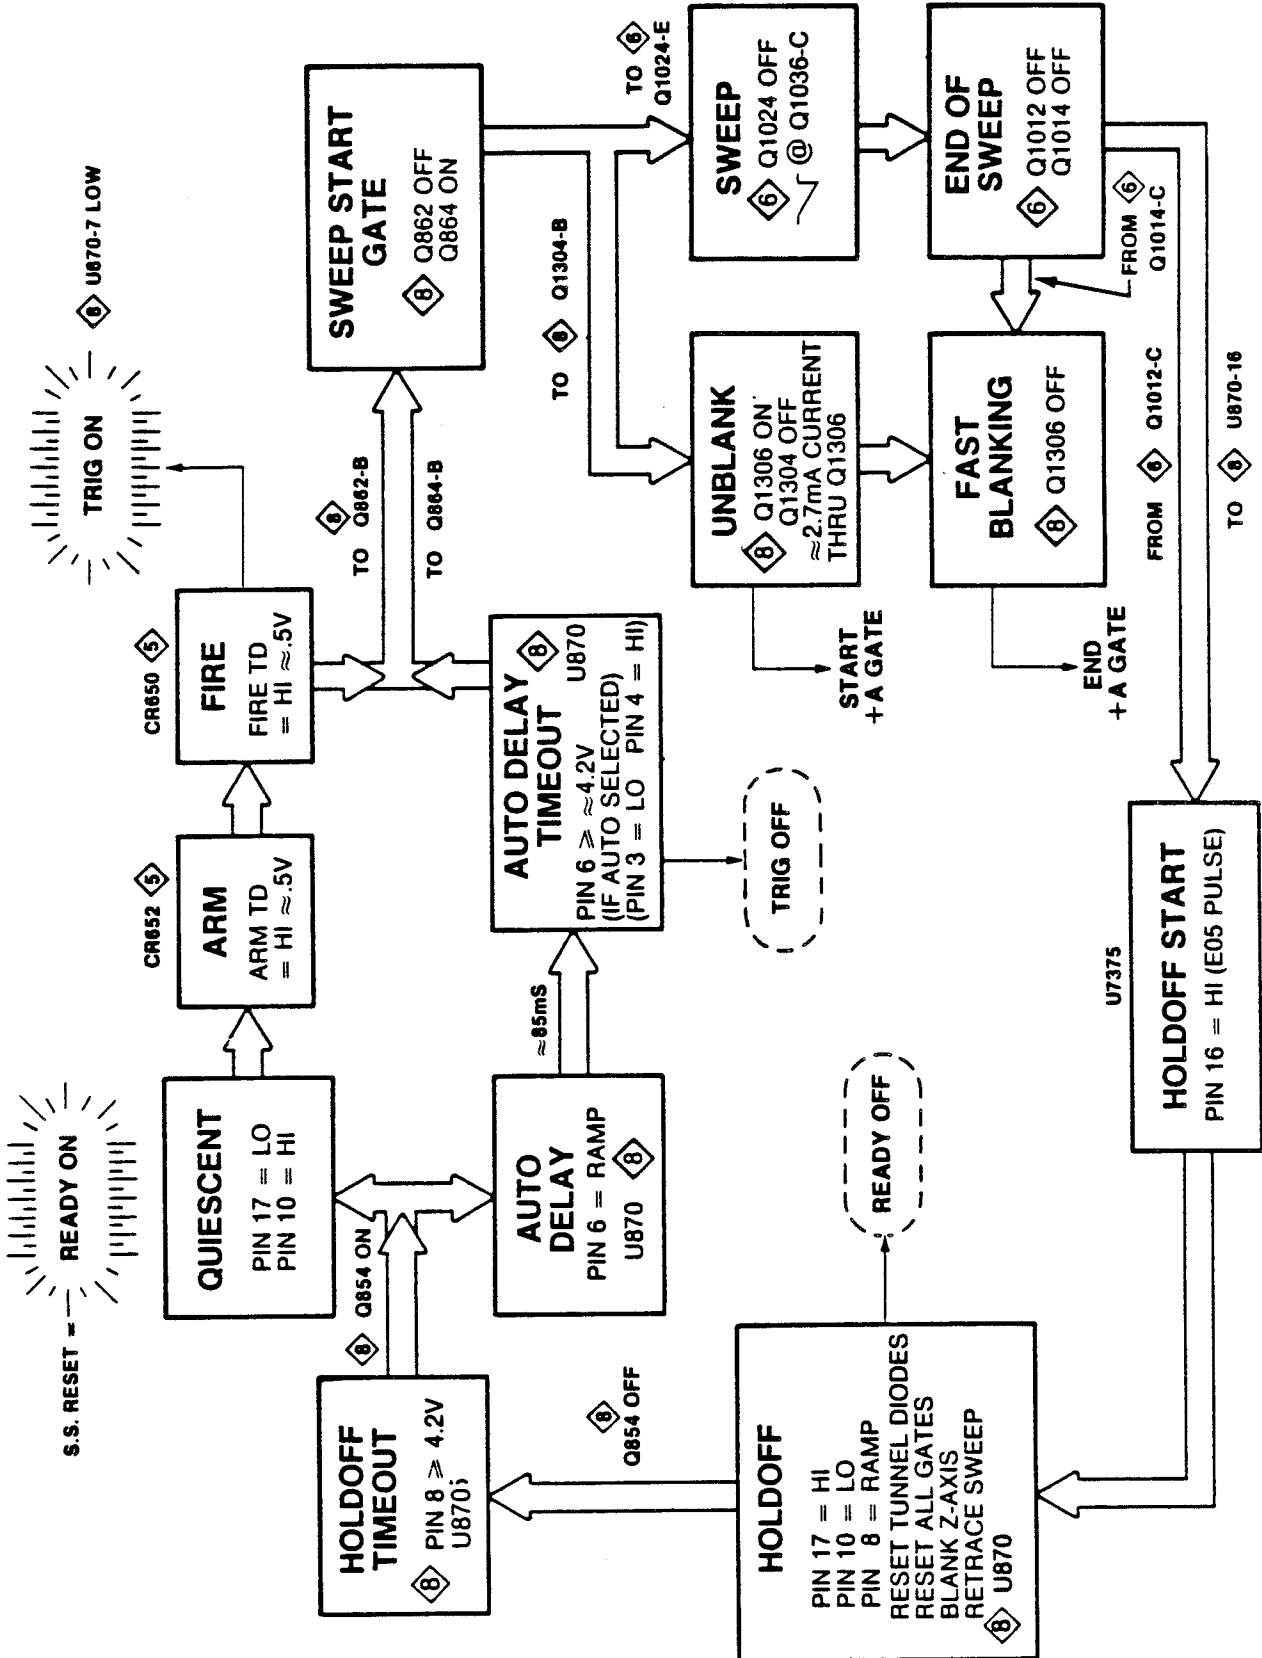 S.S. RESET =
READY ON
TRIG ON
8 U870-7 LOW
QUIESCENT
PIN 17 = LO
PIN 10 = HI
CR652 5
ARM
ARM TD
= HI ≈.5V
CR650 5
FIRE
FIRE TD
= HI ≈.5V
HOLDOFF
TIMEOUT
8 PIN 8 ⩾ 4.2V
U870
8 Q854 ON
AUTO
DELAY
PIN 6 = RAMP
U870 8
≈85mS
AUTO DELAY
TIMEOUT
8
U870
PIN 6 ⩾ ≈4.2V
(IF AUTO SELECTED)
(PIN 3 = LO PIN 4 = HI)
8
TO Q862-B
TO Q864-B
SWEEP START
GATE
8 Q862 OFF
Q864 ON
TO 8 Q1304-B
TO 6
Q1024-E
TRIG OFF
UNBLANK
8 Q1306 ON
Q1304 OFF
≈2.7mA CURRENT
THRU Q1306
SWEEP
6 Q1024 OFF
@ Q1036-C
START
+A GATE
FAST
BLANKING
8 Q1306 OFF
END OF
SWEEP
6 Q1012 OFF
Q1014 OFF
END
+A GATE
FROM 6
Q1014-C
FROM 6 Q1012-C
TO 8 U870-16
8
Q854 OFF
READY OFF
HOLDOFF
PIN 17 = HI
PIN 10 = LO
PIN 8 = RAMP
RESET TUNNEL DIODES
RESET ALL GATES
BLANK Z-AXIS
RETRACE SWEEP
8 U870
U7375
HOLDOFF START
PIN 16 = HI (E05 PULSE)